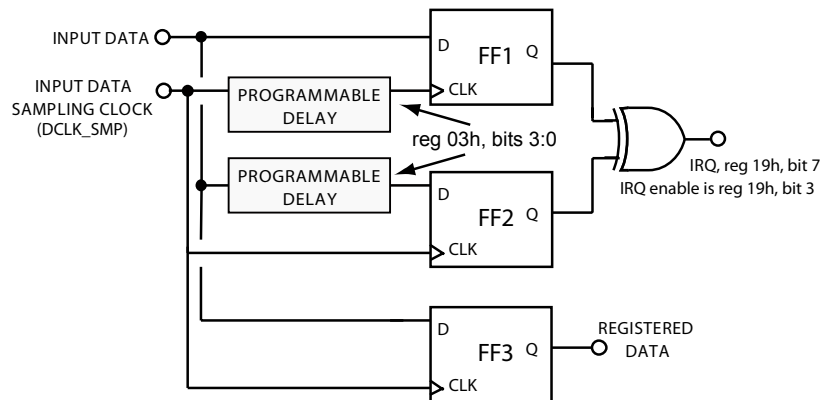 INPUT DATA
D
FF1
Q
CLK
INPUT DATA
SAMPLING CLOCK
(DCLK_SMP)
PROGRAMMABLE
DELAY
reg 03h, bits 3:0
IRQ, reg 19h, bit 7
IRQ enable is reg 19h, bit 3
PROGRAMMABLE
DELAY
D
FF2
Q
CLK
D
FF3
Q
CLK
REGISTERED
DATA